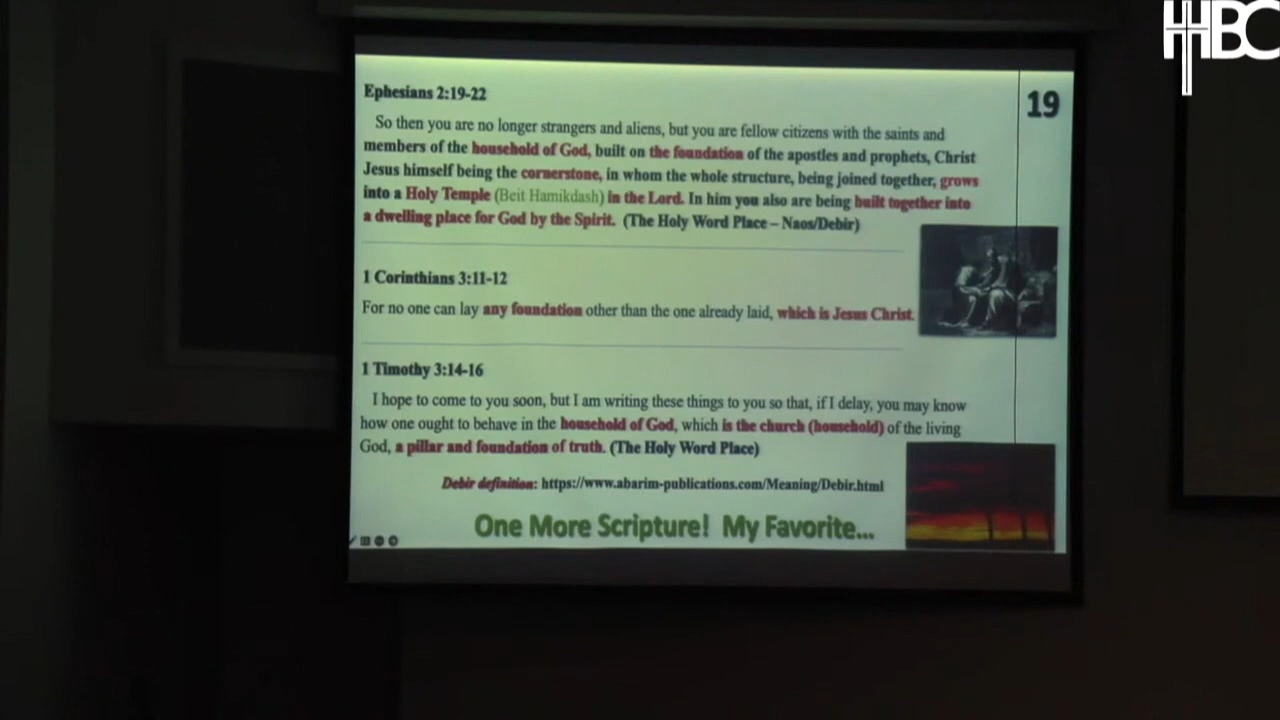 HHBC
Ephesians 2:19-22
19
So then you are no longer strangers and aliens, but you are fellow citizens with the saints and
members of the household of God, built on the foundation of the apostles and prophets, Christ
Jesus himself being the cornerstone, in whom the whole structure, being joined together, grows
into a Holy Temple (Beit Hamikdash) in the Lord. In him you also are being built together into
a dwelling place for God by the Spirit. (The Holy Word Place – Naos/Debir)
1 Corinthians 3:11-12
For no one can lay any foundation other than the one already laid, which is Jesus Christ.
1 Timothy 3:14-16
I hope to come to you soon, but I am writing these things to you so that, if I delay, you may know
how one ought to behave in the household of God, which is the church (household) of the living
God, a pillar and foundation of truth. (The Holy Word Place)
Debir definition: https://www.abarim-publications.com/Meaning/Debir.html
One More Scripture! My Favorite...